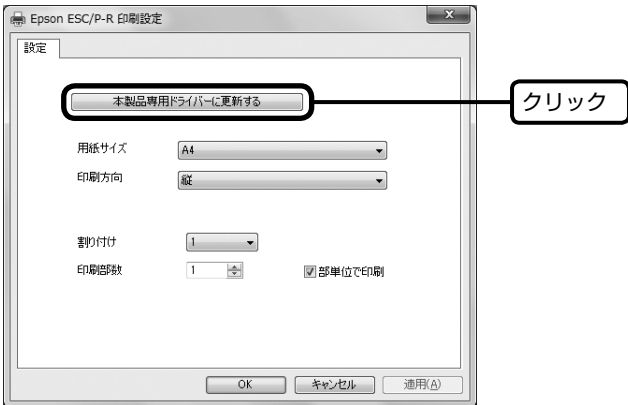 Epson ESC/P-R 印刷設定
設定
本製品専用ドライバーに更新する
クリック
用紙サイズ A4
印刷方向 縦
割り付け 1
印刷部数 1 部単位で印刷
OK キャンセル 適用(A)